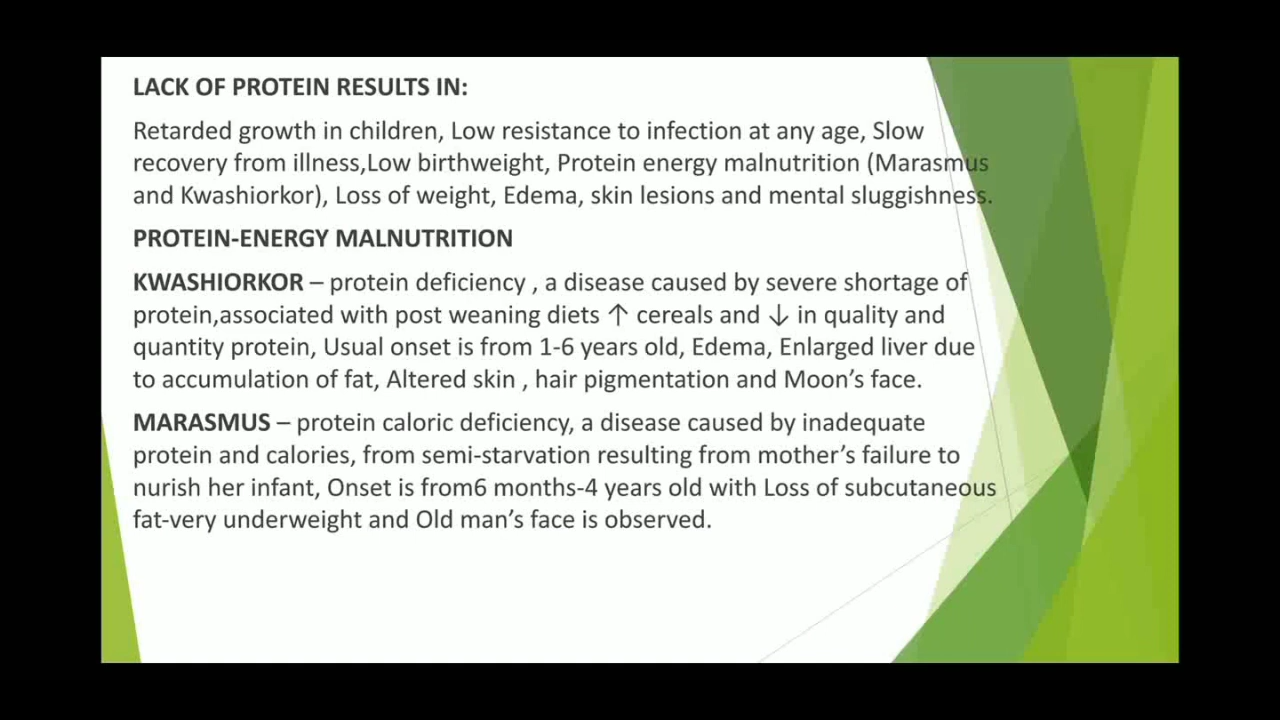 LACK OF PROTEIN RESULTS IN:
Retarded growth in children, Low resistance to infection at any age, Slow
recovery from illness,Low birthweight, Protein energy malnutrition (Marasmus
and Kwashiorkor), Loss of weight, Edema, skin lesions and mental sluggishness.
PROTEIN-ENERGY MALNUTRITION
KWASHIORKOR – protein deficiency , a disease caused by severe shortage of
protein,associated with post weaning diets ↑ cereals and ↓ in quality and
quantity protein, Usual onset is from 1-6 years old, Edema, Enlarged liver due
to accumulation of fat, Altered skin , hair pigmentation and Moon’s face.
MARASMUS – protein caloric deficiency, a disease caused by inadequate
protein and calories, from semi-starvation resulting from mother’s failure to
nurish her infant, Onset is from6 months-4 years old with Loss of subcutaneous
fat-very underweight and Old man’s face is observed.